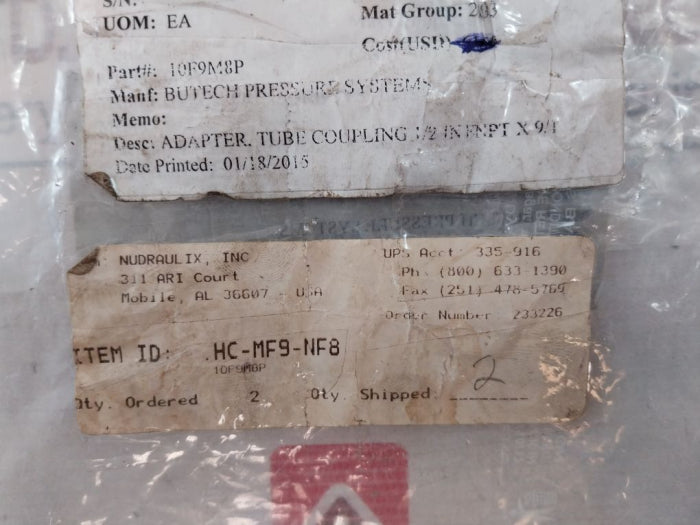 S/N:
UOM: EA
Mat Group: 203
Cost(USD)
Part#: 10F9M8P
Manf: BUTECH PRESSURE SYSTEMS
Memo:
Desc: ADAPTER, TUBE COUPLING 1/2 IN FNPT X 9/1
Date Printed: 01/18/2015
NUDRAULIX, INC
311 ARI Court
Mobile, AL 36607 - USA
UPS Acct: 335-916
Ph. (800) 633-1390
Fax (251) 478-5769
Order Number 233226
ITEM ID: HC-MF9-NF8
10F9M8P
Qty. Ordered 2 Qty. Shipped: 2